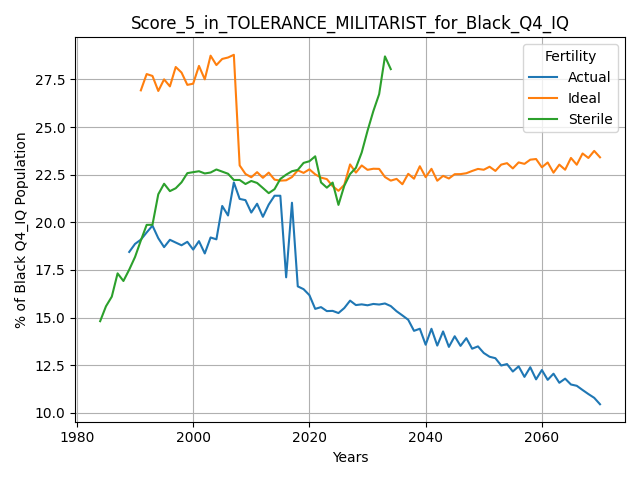 Score_5_in_TOLERANCE_MILITARIST_for_Black_Q4_IQ
% of Black Q4_IQ Population
27.5
25.0
22.5
20.0
17.5
15.0
12.5
10.0
Fertility
Actual
Ideal
Sterile
1980
2000
2020
2040
2060
Years